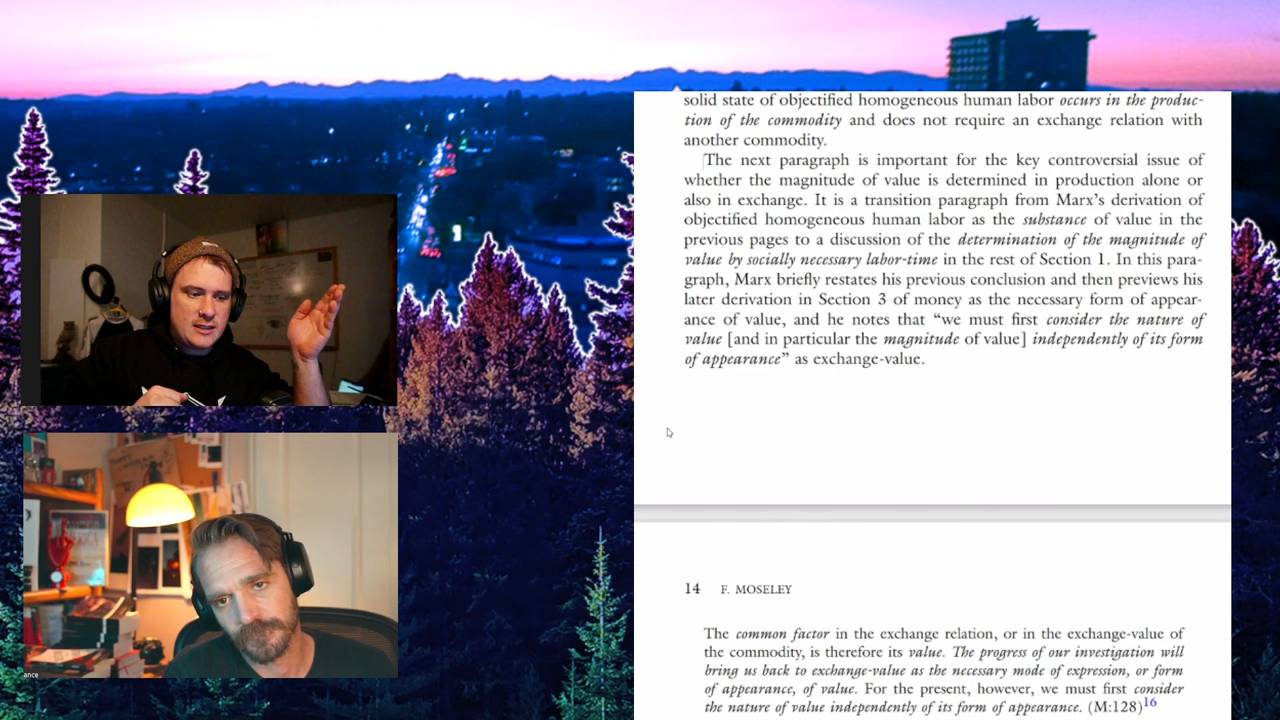 solid state of objectified homogeneous human labor occurs in the produc-
tion of the commodity and does not require an exchange relation with
another commodity.
The next paragraph is important for the key controversial issue of
whether the magnitude of value is determined in production alone or
also in exchange. It is a transition paragraph from Marx's derivation of
objectified homogeneous human labor as the substance of value in the
previous pages to a discussion of the determination of the magnitude of
value by socially necessary labor-time in the rest of Section 1. In this para-
graph, Marx briefly restates his previous conclusion and then previews his
later derivation in Section 3 of money as the necessary form of appear-
ance of value, and he notes that “we must first consider the nature of
value [and in particular the magnitude of value] independently of its form
of appearance” as exchange-value.
14 F. MOSELEY
The common factor in the exchange relation, or in the exchange-value of
the commodity, is therefore its value. The progress of our investigation will
bring us back to exchange-value as the necessary mode of expression, or form
of appearance, of value. For the present, however, we must first consider
the nature of value independently of its form of appearance. (M:128)16
ance